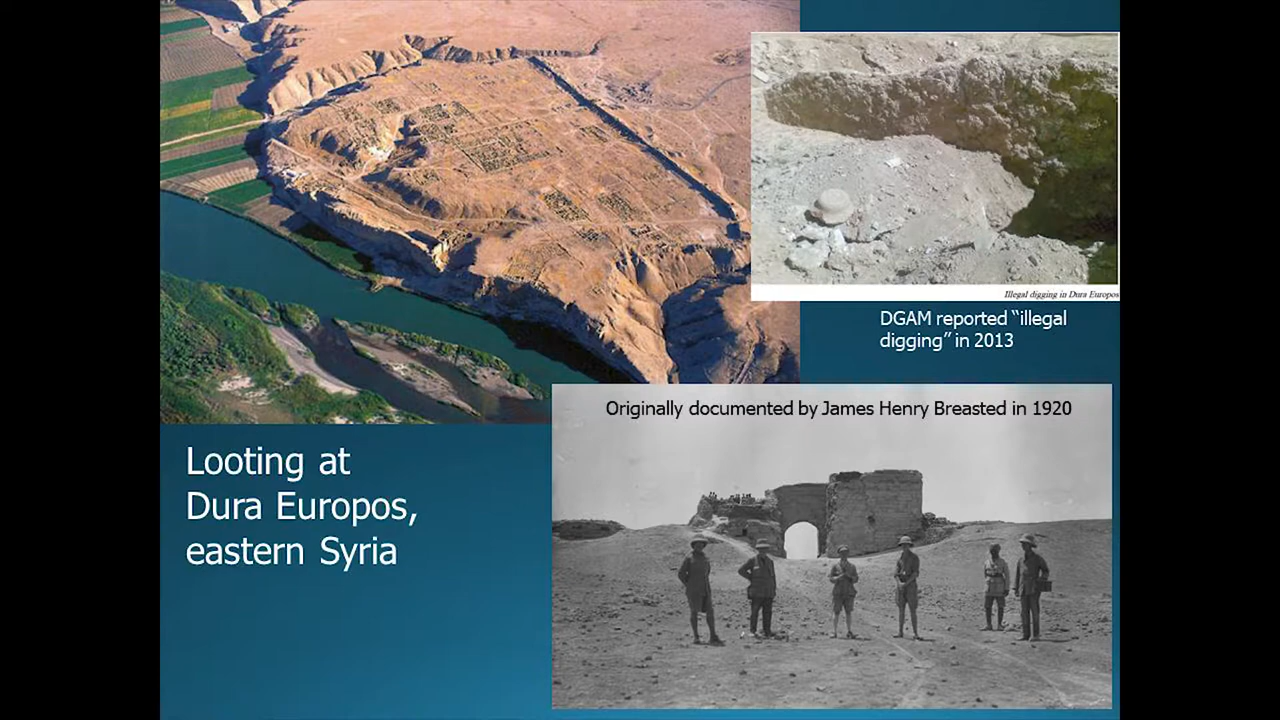 Illegal digging in Dura Europos
DGAM reported “illegal
digging” in 2013
Originally documented by James Henry Breasted in 1920
Looting at
Dura Europos,
eastern Syria